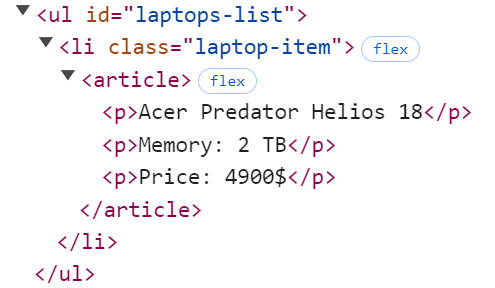 <ul id="laptops-list">
<li class="laptop-item"> flex
<article> flex
<p>Acer Predator Helios 18</p>
<p>Memory: 2 TB</p>
<p>Price: 4900$</p>
</article>
</li>
</ul>